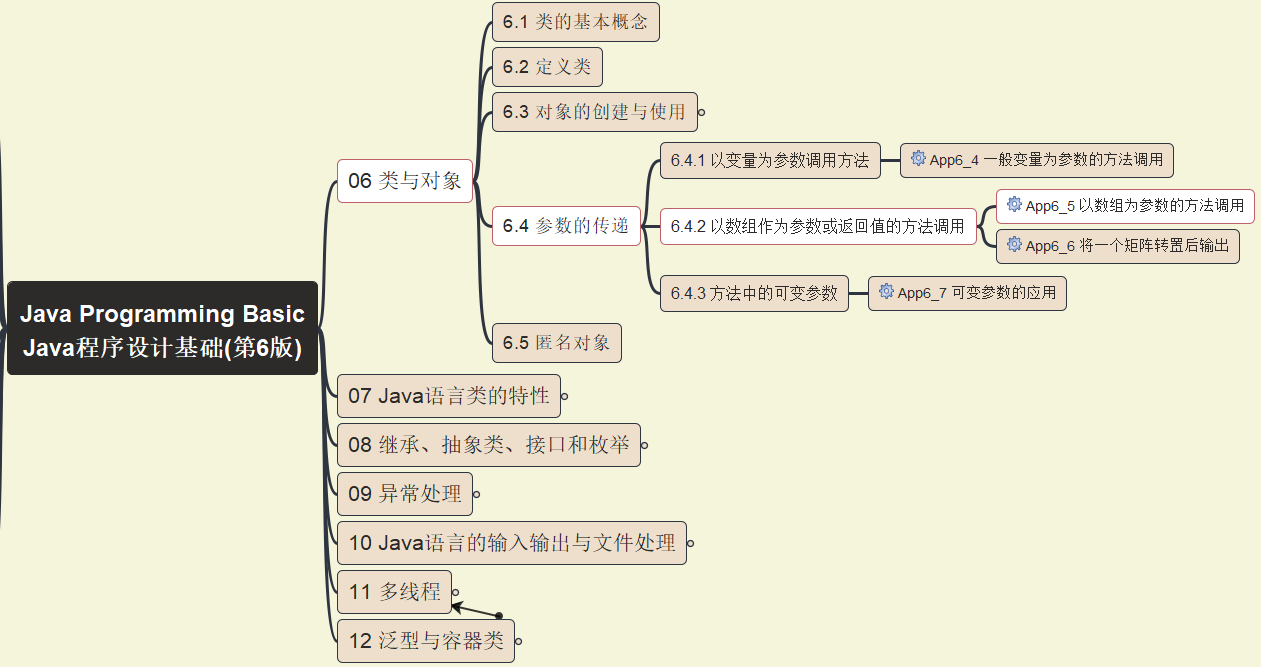 Java Programming Basic
Java程序设计基础(第6版)
06 类与对象
6.1 类的基本概念
6.2 定义类
6.3 对象的创建与使用
6.4 参数的传递
6.4.1 以变量为参数调用方法
App6_4 一般变量为参数的方法调用
6.4.2 以数组作为参数或返回值的方法调用
App6_5 以数组为参数的方法调用
App6_6 将一个矩阵转置后输出
6.4.3 方法中的可变参数
App6_7 可变参数的应用
6.5 匿名对象
07 Java语言类的特性
08 继承、抽象类、接口和枚举
09 异常处理
10 Java语言的输入输出与文件处理
11 多线程
12 泛型与容器类